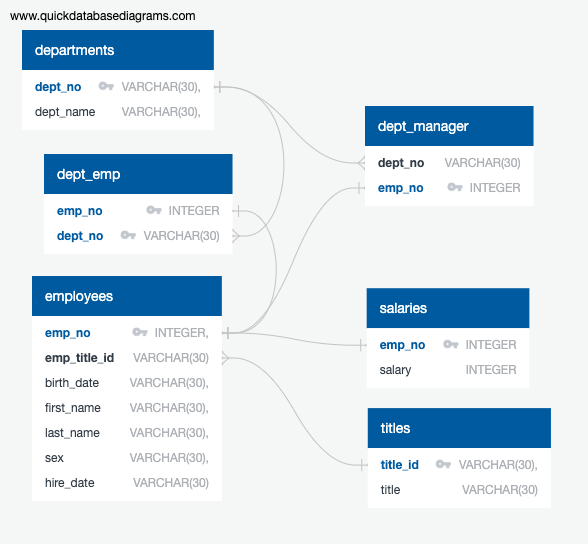 www.quickdatabasediagrams.com
departments
dept_no VARCHAR(30),
dept_name VARCHAR(30),
dept_emp
emp_no INTEGER
dept_no VARCHAR(30)
employees
emp_no INTEGER,
emp_title_id VARCHAR(30)
birth_date VARCHAR(30),
first_name VARCHAR(30),
last_name VARCHAR(30),
sex VARCHAR(30),
hire_date VARCHAR(30)
dept_manager
dept_no VARCHAR(30)
emp_no INTEGER
salaries
emp_no INTEGER
salary INTEGER
titles
title_id VARCHAR(30),
title VARCHAR(30)